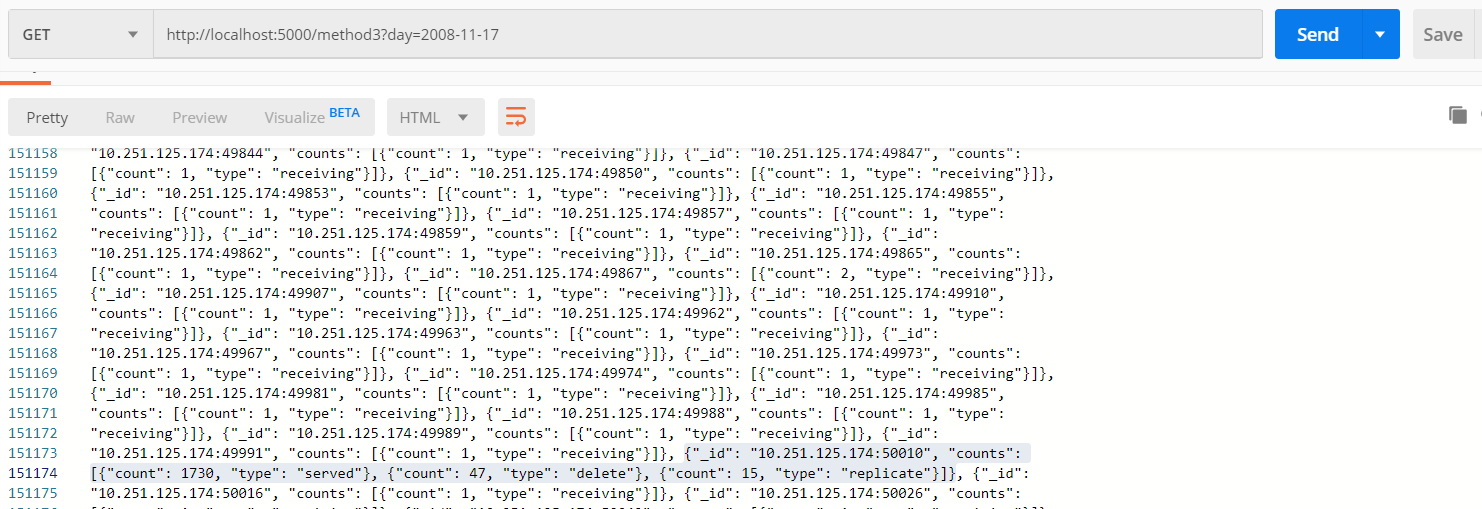 GET http://localhost:5000/method3?day=2008-11-17 Send Save
Pretty Raw Preview Visualize BETA HTML
151158 "10.251.125.174:49844", "counts": [{"count": 1, "type": "receiving"}]}, {"_id": "10.251.125.174:49847", "counts":
151159 [{"count": 1, "type": "receiving"}]}, {"_id": "10.251.125.174:49850", "counts": [{"count": 1, "type": "receiving"}]},
151160 {"_id": "10.251.125.174:49853", "counts": [{"count": 1, "type": "receiving"}]}, {"_id": "10.251.125.174:49855",
151161 "counts": [{"count": 1, "type": "receiving"}]}, {"_id": "10.251.125.174:49857", "counts": [{"count": 1, "type":
151162 "receiving"}]}, {"_id": "10.251.125.174:49859", "counts": [{"count": 1, "type": "receiving"}]}, {"_id":
151163 "10.251.125.174:49862", "counts": [{"count": 1, "type": "receiving"}]}, {"_id": "10.251.125.174:49865", "counts":
151164 [{"count": 1, "type": "receiving"}]}, {"_id": "10.251.125.174:49867", "counts": [{"count": 2, "type": "receiving"}]},
151165 {"_id": "10.251.125.174:49907", "counts": [{"count": 1, "type": "receiving"}]}, {"_id": "10.251.125.174:49910",
151166 "counts": [{"count": 1, "type": "receiving"}]}, {"_id": "10.251.125.174:49962", "counts": [{"count": 1, "type":
151167 "receiving"}]}, {"_id": "10.251.125.174:49963", "counts": [{"count": 1, "type": "receiving"}]}, {"_id":
151168 "10.251.125.174:49967", "counts": [{"count": 1, "type": "receiving"}]}, {"_id": "10.251.125.174:49973", "counts":
151169 [{"count": 1, "type": "receiving"}]}, {"_id": "10.251.125.174:49974", "counts": [{"count": 1, "type": "receiving"}]},
151170 {"_id": "10.251.125.174:49981", "counts": [{"count": 1, "type": "receiving"}]}, {"_id": "10.251.125.174:49985",
151171 "counts": [{"count": 1, "type": "receiving"}]}, {"_id": "10.251.125.174:49988", "counts": [{"count": 1, "type":
151172 "receiving"}]}, {"_id": "10.251.125.174:49989", "counts": [{"count": 1, "type": "receiving"}]}, {"_id":
151173 "10.251.125.174:49991", "counts": [{"count": 1, "type": "receiving"}]}, {"_id": "10.251.125.174:50010", "counts":
151174 [{"count": 1730, "type": "served"}, {"count": 47, "type": "delete"}, {"count": 15, "type": "replicate"}]}, {"_id":
151175 "10.251.125.174:50016", "counts": [{"count": 1, "type": "receiving"}]}, {"_id": "10.251.125.174:50026", "counts":